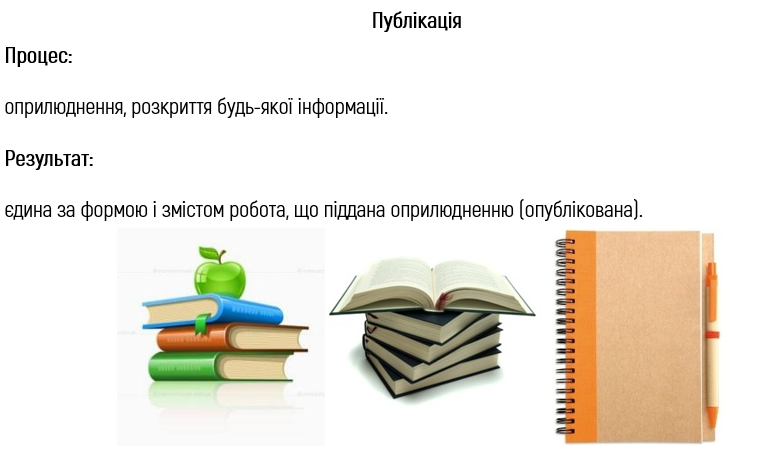 Публікація
Процес:
оприлюднення, розкриття будь-якої інформації.
Результат:
єдина за формою і змістом робота, що піддана оприлюдненню (опублікована).